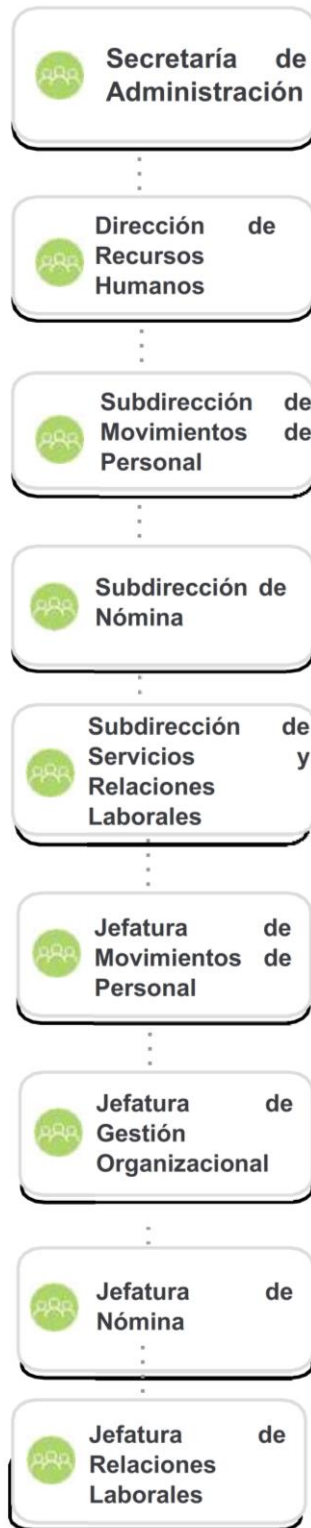 Secretaría de
Administración
Dirección de
Recursos
Humanos
Subdirección de
Movimientos de
Personal
Subdirección de
Nómina
Subdirección de
Servicios y
Relaciones
Laborales
Jefatura de
Movimientos de
Personal
Jefatura de
Gestión
Organizacional
Jefatura de
Nómina
Jefatura de
Relaciones
Laborales